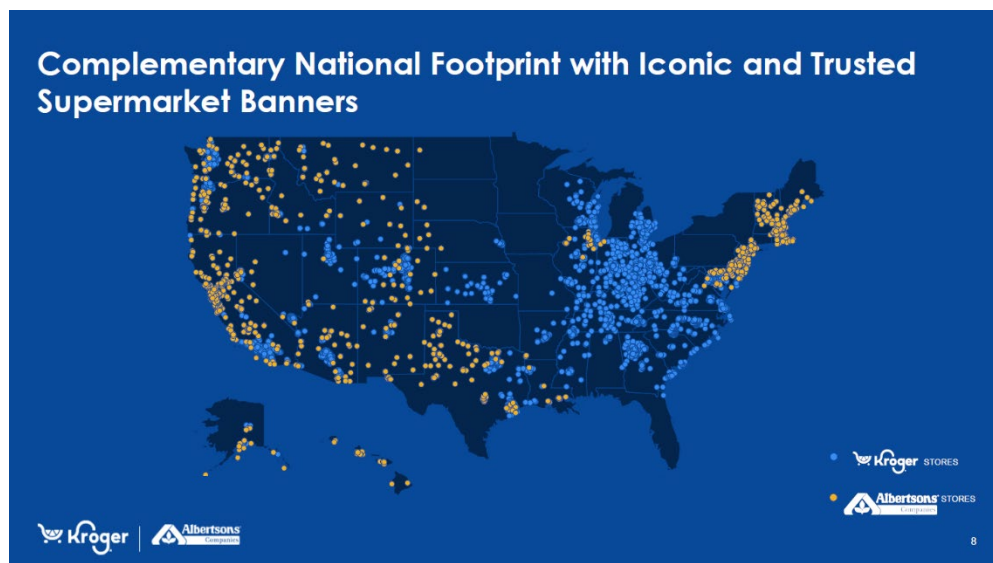 Complementary National Footprint with Iconic and Trusted
Supermarket Banners
Kroger STORES
Albertsons STORES
Companies
Kroger
Albertsons
Companies
8